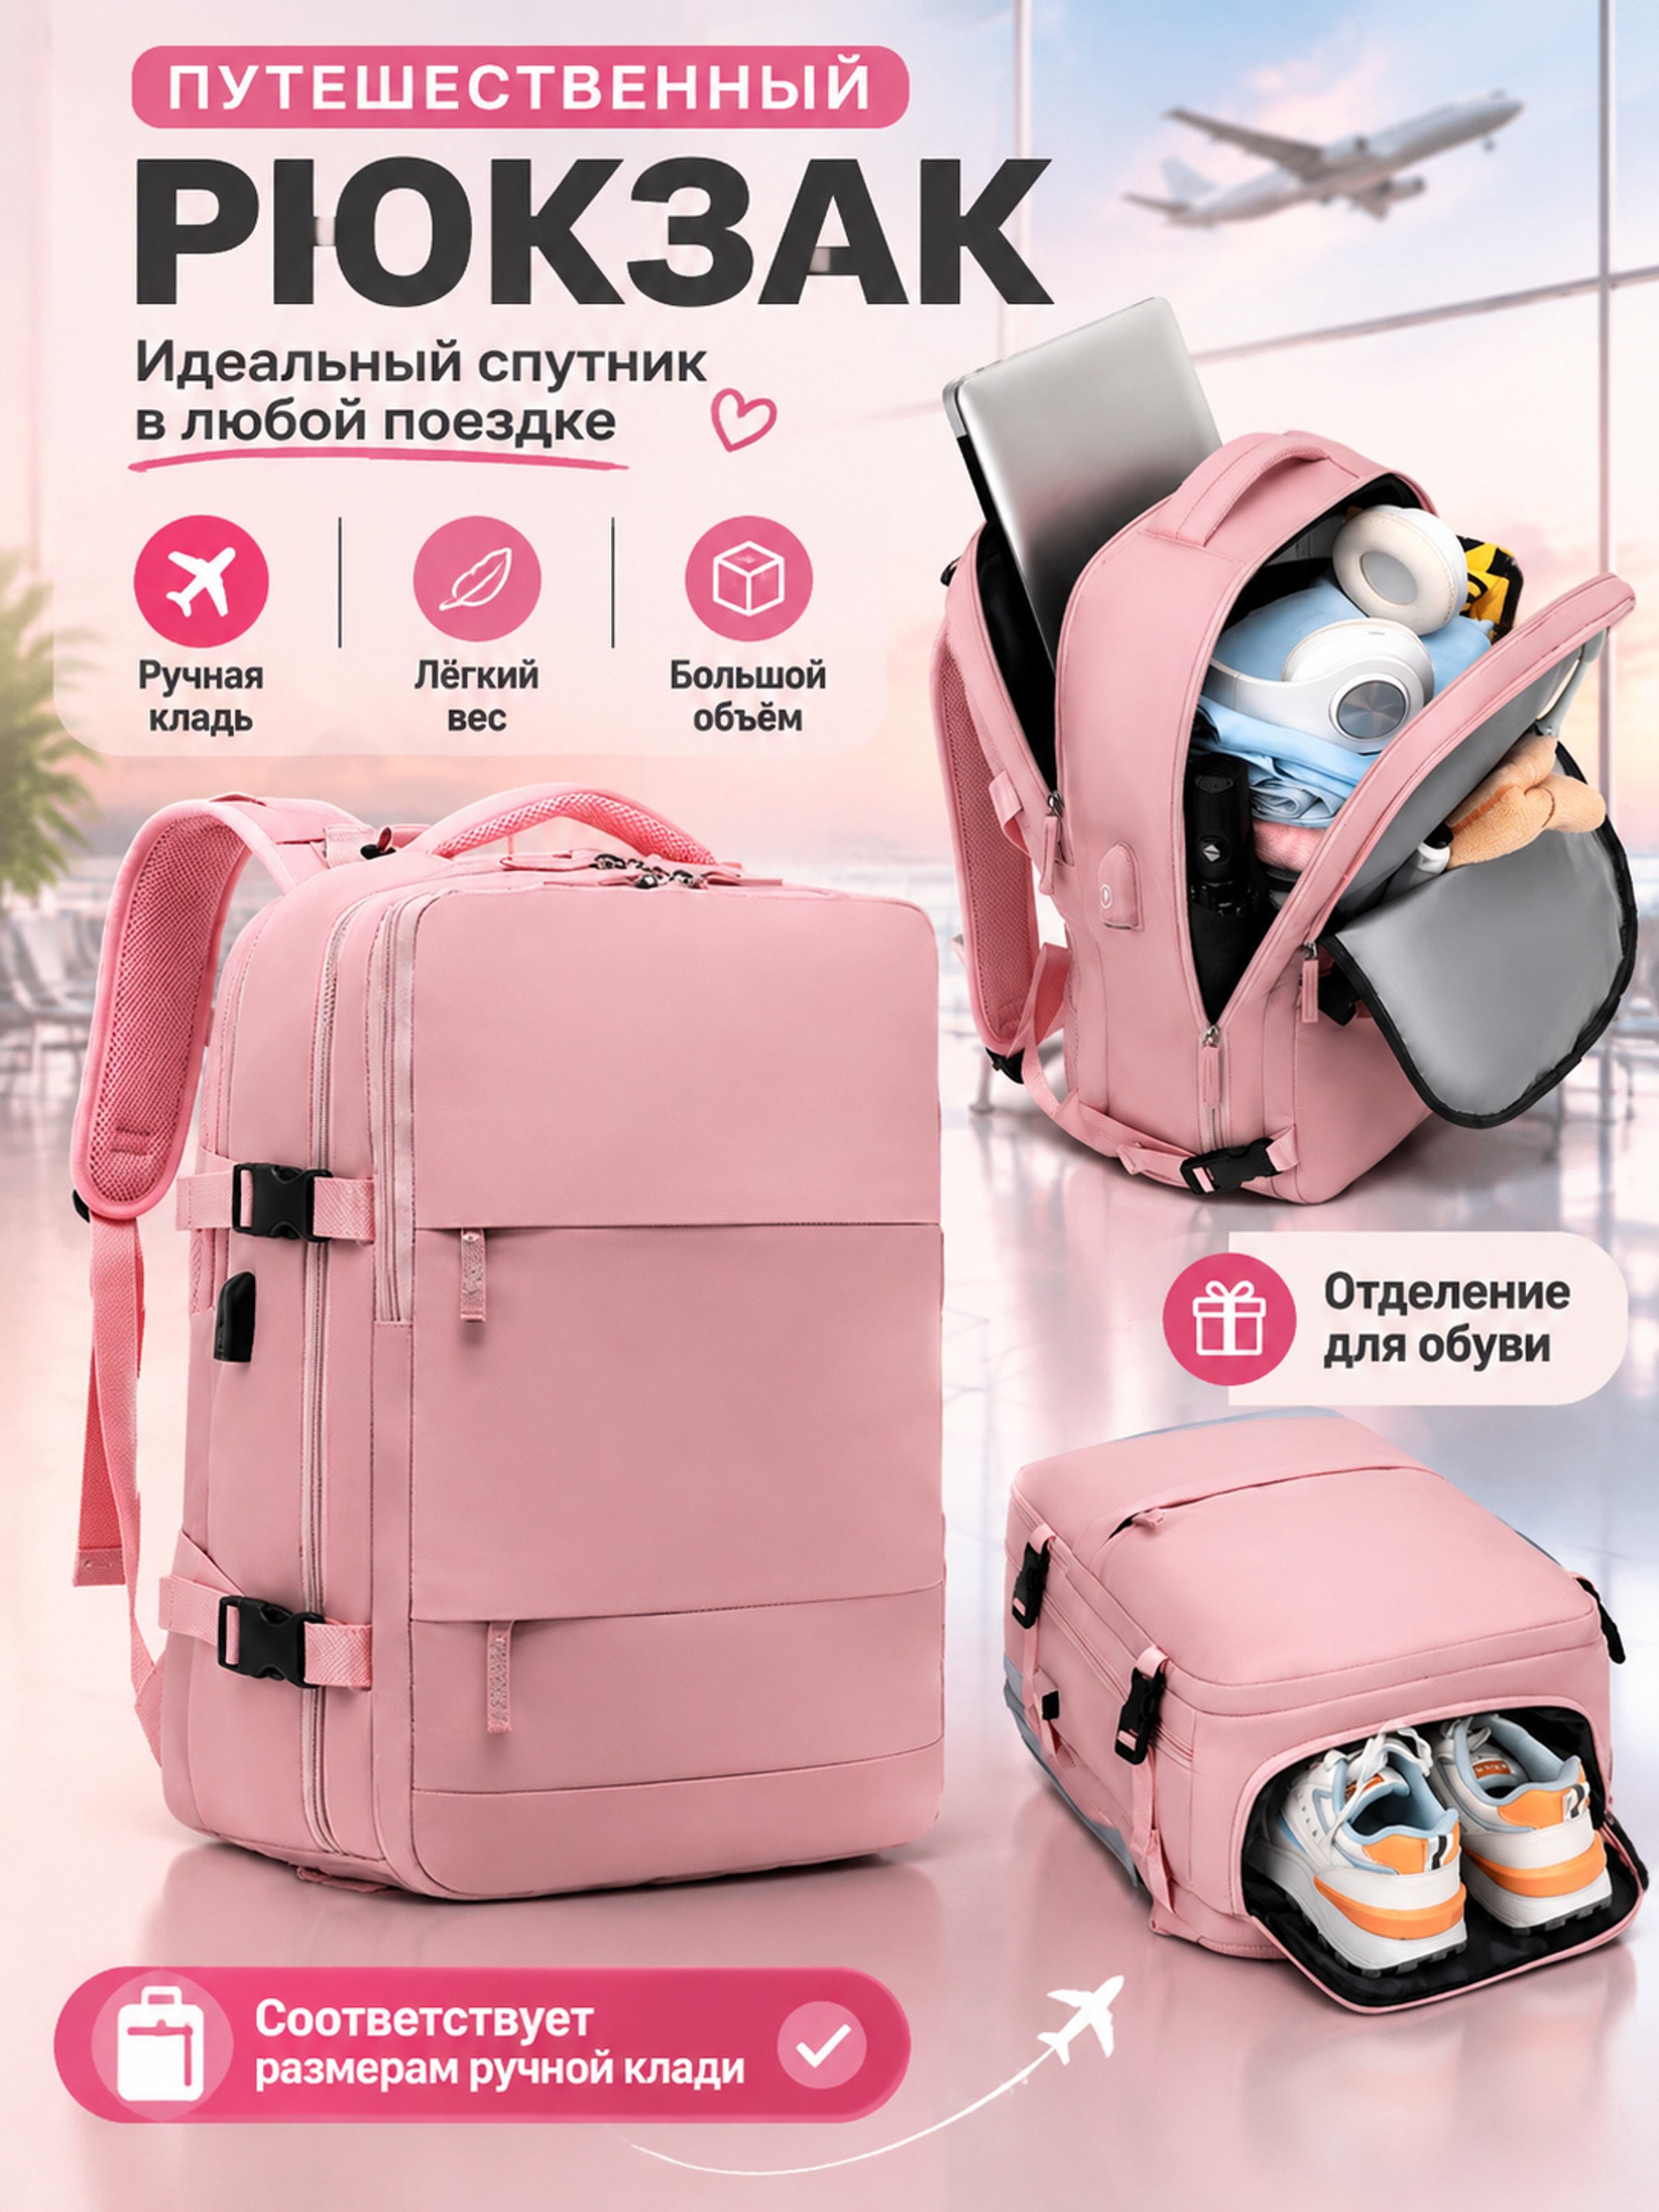 ПУТЕШЕСТВЕННЫЙ
РЮКЗАК
Идеальный спутник
в любой поездке
Ручная
кладь
Лёгкий
вес
Большой
объём
Отделение
для обуви
Соответствует
размерам ручной клади